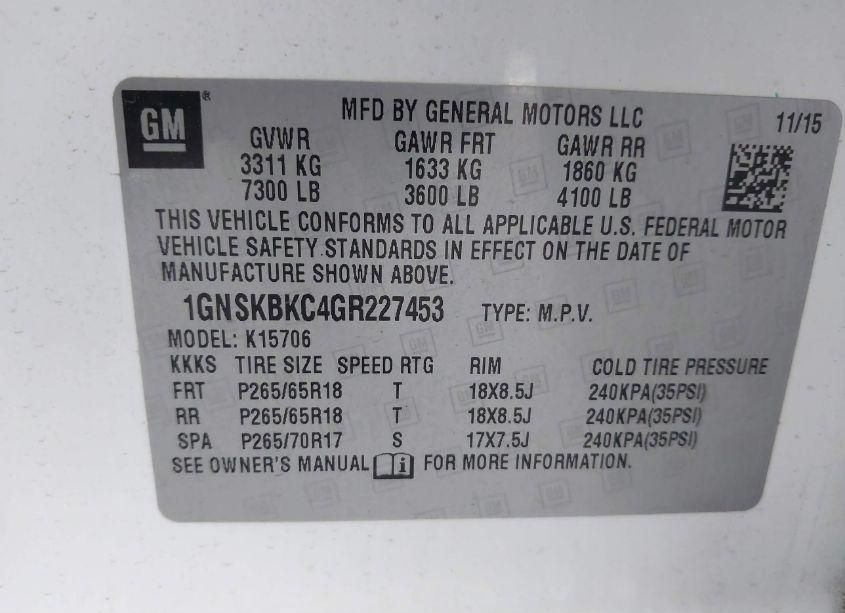 GM®
MFD BY GENERAL MOTORS LLC 11/15
GVWR GAWR FRT GAWR RR
3311 KG 1633 KG 1860 KG
7300 LB 3600 LB 4100 LB
THIS VEHICLE CONFORMS TO ALL APPLICABLE U.S. FEDERAL MOTOR
VEHICLE SAFETY STANDARDS IN EFFECT ON THE DATE OF
MANUFACTURE SHOWN ABOVE.
1GNSKBKC4GR227453 TYPE: M.P.V.
MODEL: K15706
KKKS TIRE SIZE SPEED RTG RIM COLD TIRE PRESSURE
FRT P265/65R18 T 18X8.5J 240KPA(35PSI)
RR P265/65R18 T 18X8.5J 240KPA(35PSI)
SPA P265/70R17 S 17X7.5J 240KPA(35PSI)
SEE OWNER'S MANUAL i FOR MORE INFORMATION.